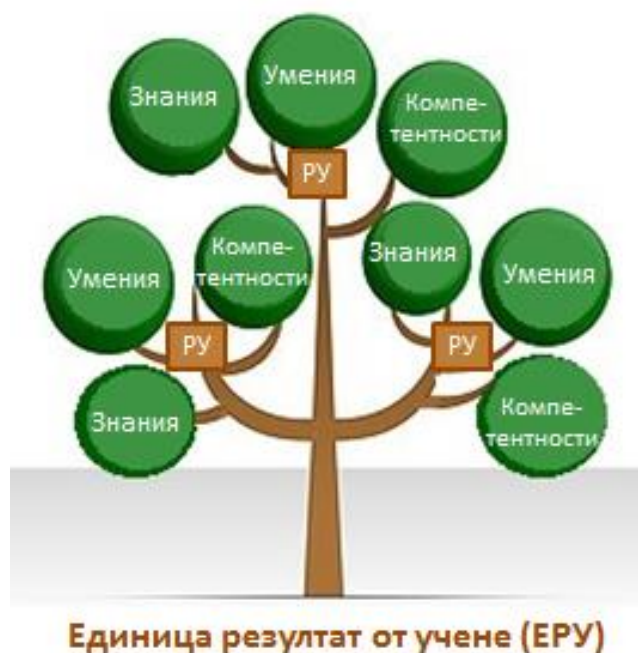 Знания
Умения
Компе-
тентности
РУ
Умения
Компе-
тентности
Знания
РУ
Знания
Умения
Компе-
тентности
РУ
Единица резултат от учене (ЕРУ)